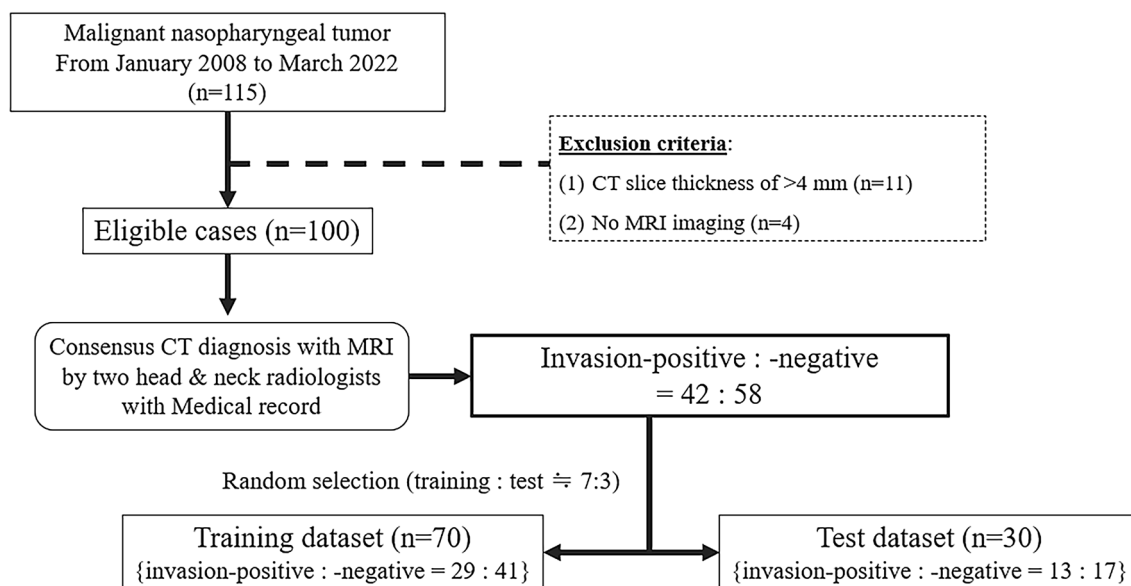 Malignant nasopharyngeal tumor
From January 2008 to March 2022
(n=115)
Exclusion criteria:
(1) CT slice thickness of >4 mm (n=11)
(2) No MRI imaging (n=4)
Eligible cases (n=100)
Consensus CT diagnosis with MRI
by two head & neck radiologists
with Medical record
Invasion-positive : -negative
= 42 : 58
Random selection (training : test ≒ 7:3)
Training dataset (n=70)
{invasion-positive : -negative = 29 : 41}
Test dataset (n=30)
{invasion-positive : -negative = 13 : 17}